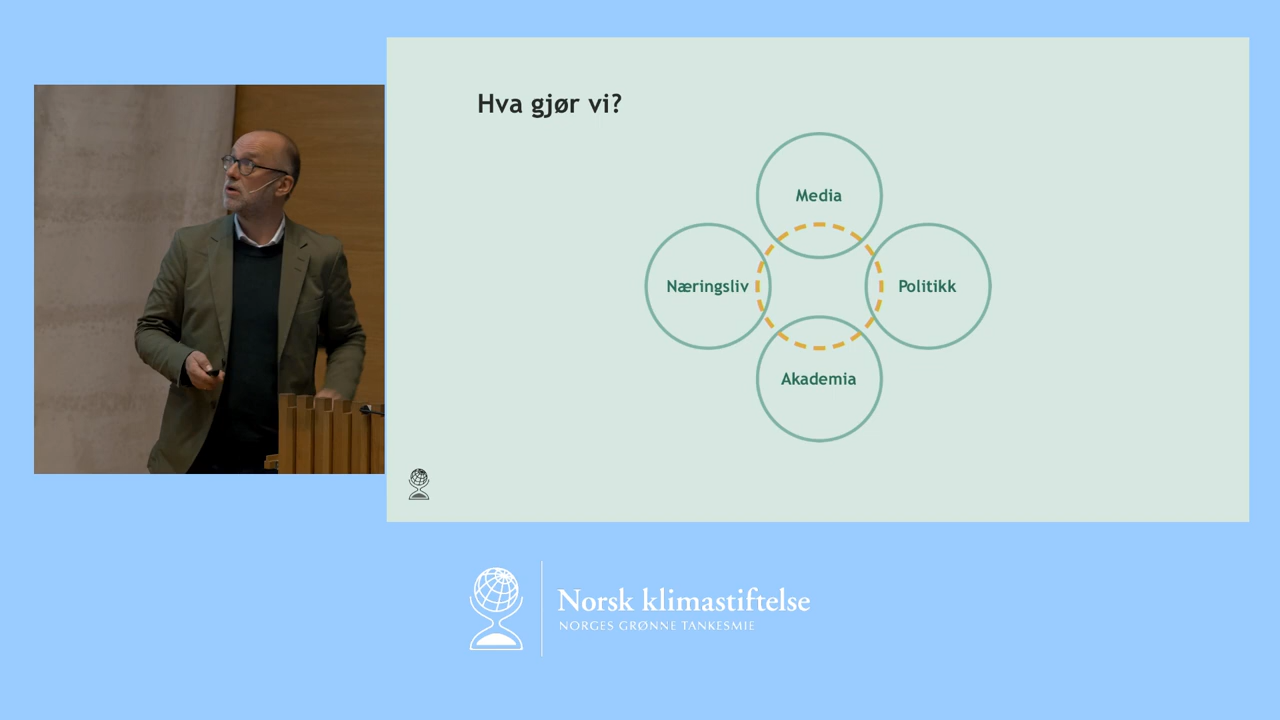 Hva gjør vi?
Media
Næringsliv
Politikk
Akademia
Norsk klimastiftelse
NORGES GRØNNE TANKESMIE